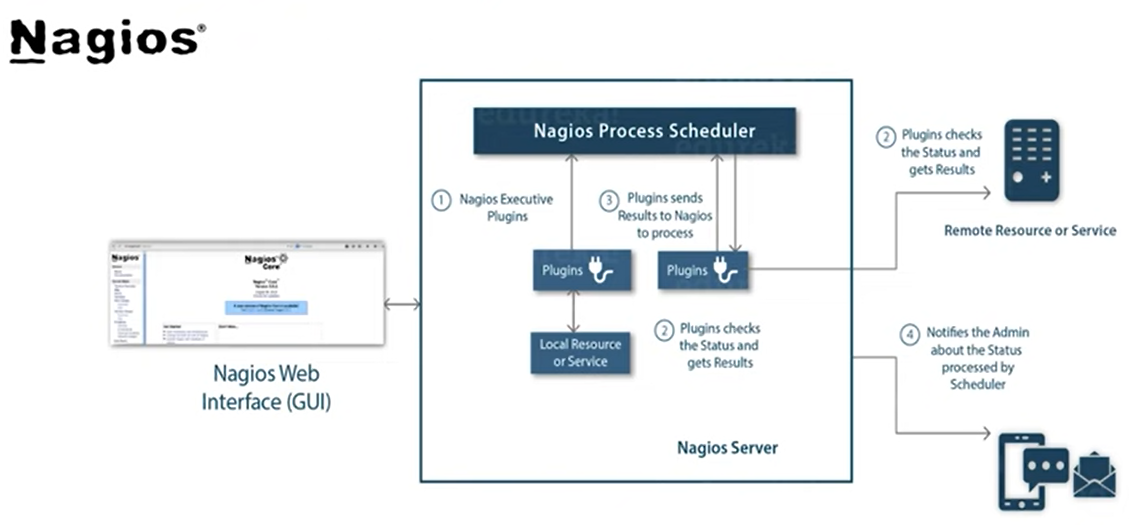 Nagios®
edureka!
Nagios Process Scheduler
edureka!
1
Nagios Executive
Plugins
3
Plugins sends
Results to Nagios
to process
2
Plugins checks
the Status and
gets Results
Remote Resource or Service
Plugins
Plugins
Local Resource
or Service
2
Plugins checks
the Status and
gets Results
Nagios
Nagios
Core
Nagios Web
Interface (GUI)
4
Notifies the Admin
about the Status
processed by
Scheduler
Nagios Server